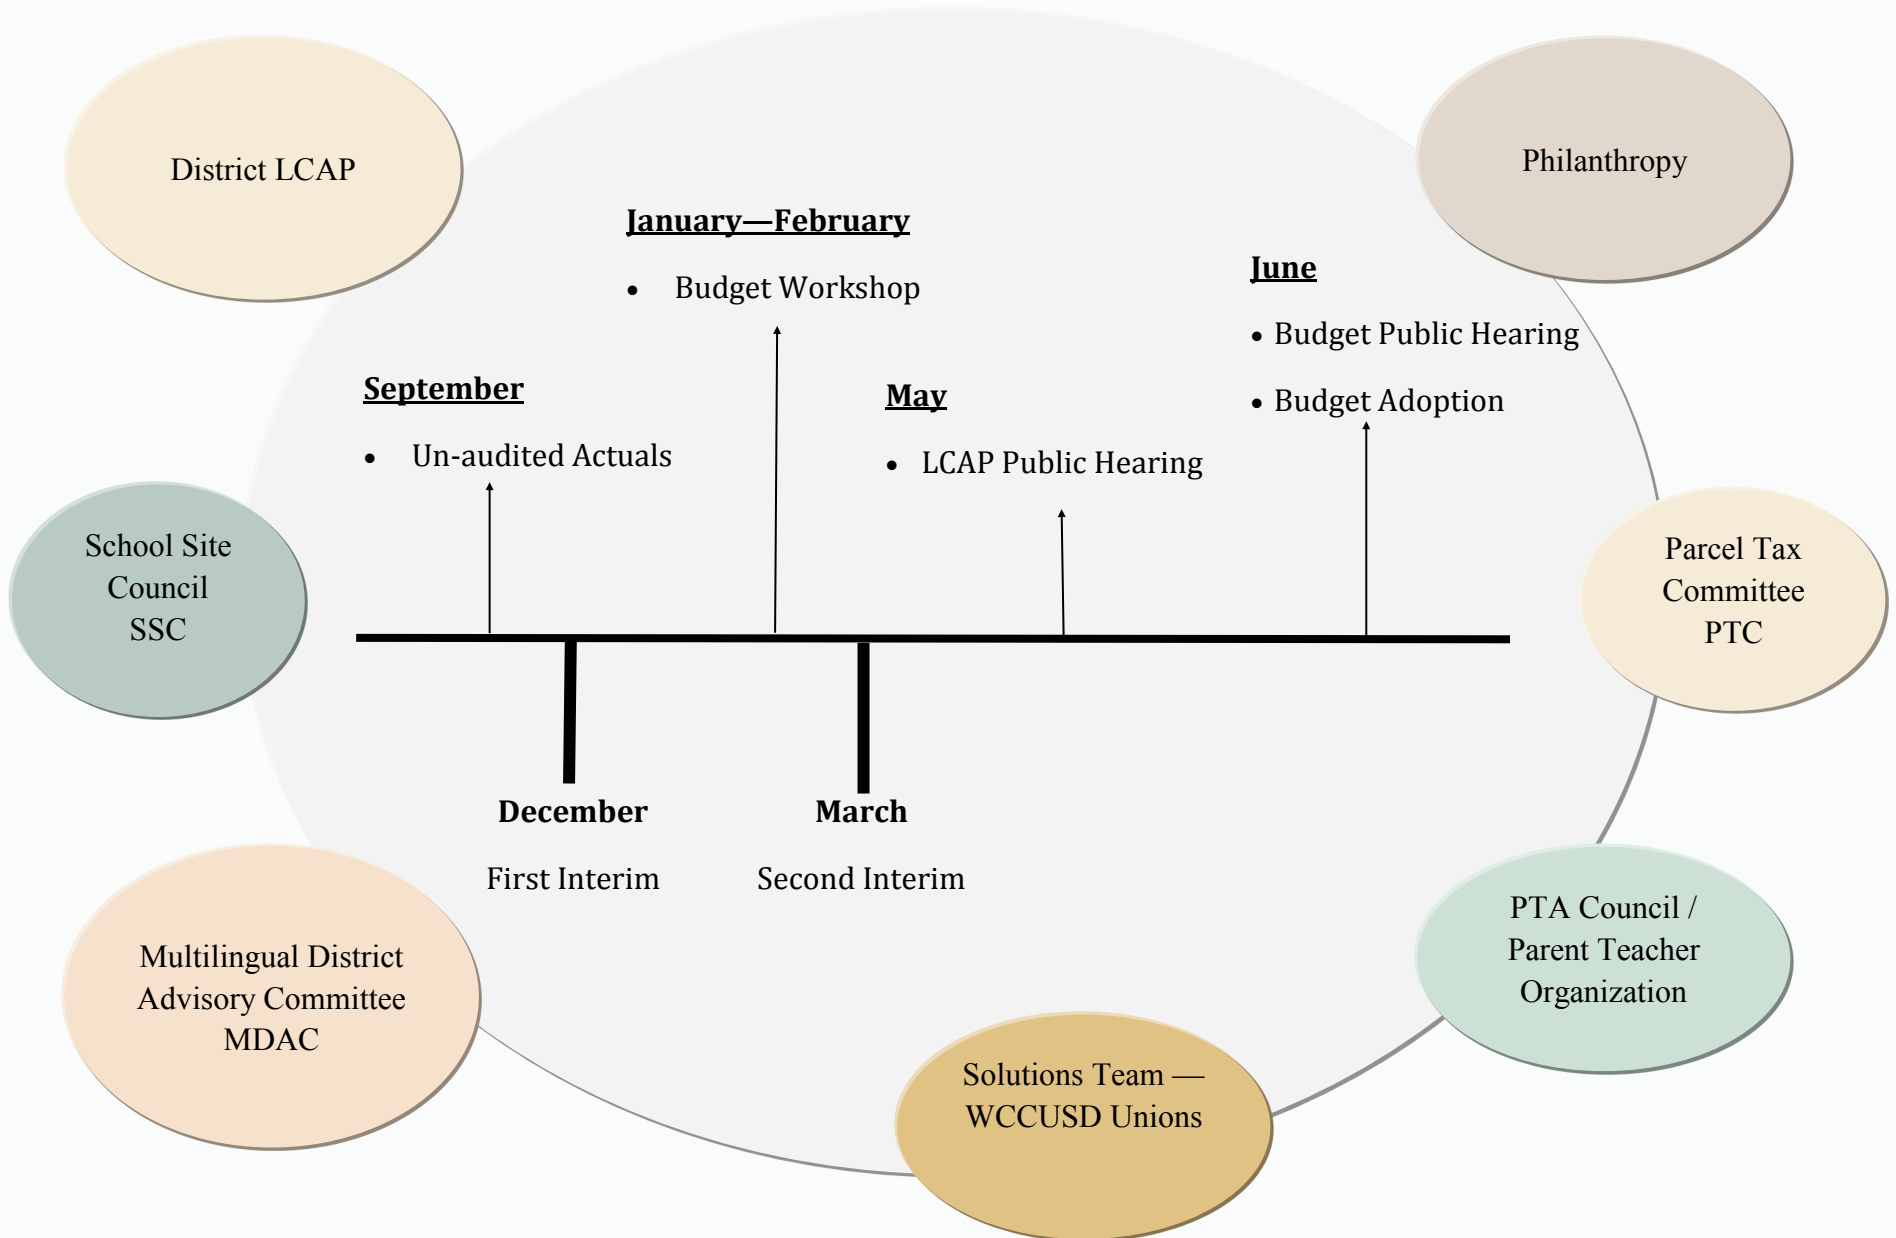 District LCAP
Philanthropy
January—February
• Budget Workshop
June
• Budget Public Hearing
• Budget Adoption
September
• Un-audited Actuals
May
• LCAP Public Hearing
School Site
Council
SSC
Parcel Tax
Committee
PTC
December
First Interim
March
Second Interim
Multilingual District
Advisory Committee
MDAC
PTA Council /
Parent Teacher
Organization
Solutions Team —
WCCUSD Unions